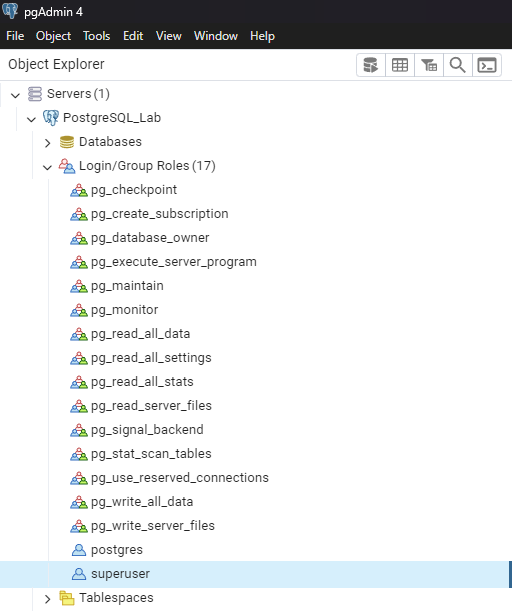 pgAdmin 4
File Object Tools Edit View Window Help
Object Explorer
Servers (1)
PostgreSQL_Lab
Databases
Login/Group Roles (17)
pg_checkpoint
pg_create_subscription
pg_database_owner
pg_execute_server_program
pg_maintain
pg_monitor
pg_read_all_data
pg_read_all_settings
pg_read_all_stats
pg_read_server_files
pg_signal_backend
pg_stat_scan_tables
pg_use_reserved_connections
pg_write_all_data
pg_write_server_files
postgres
superuser
Tablespaces